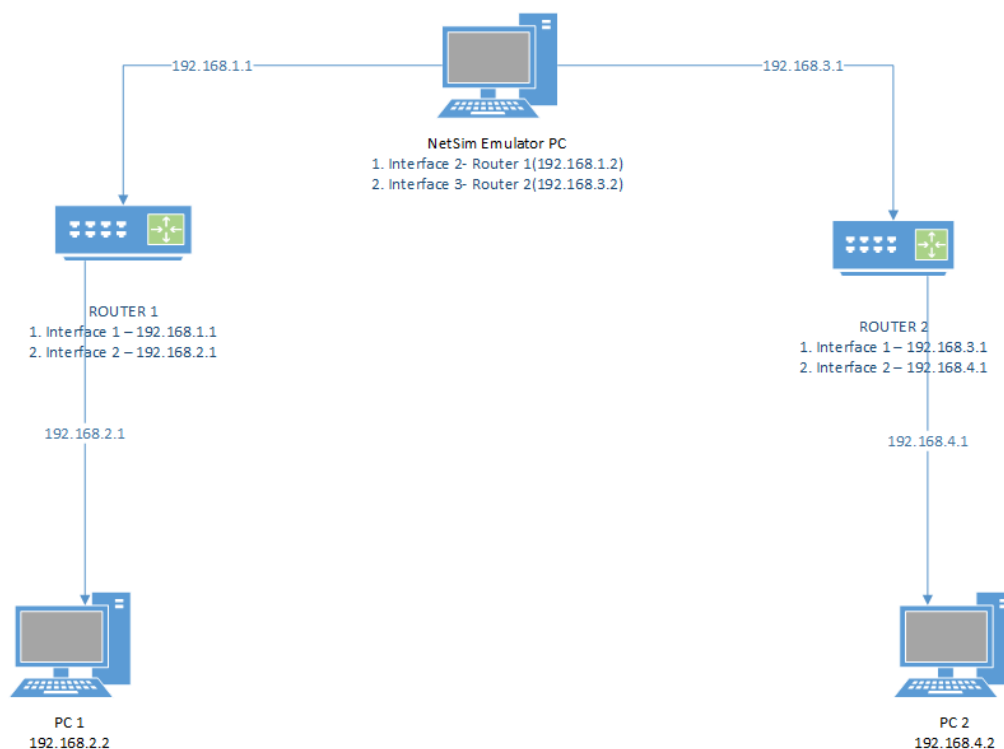 192.168.1.1
192.168.3.1
NetSim Emulator PC
1. Interface 2- Router 1(192.168.1.2)
2. Interface 3- Router 2(192.168.3.2)
ROUTER 1
1. Interface 1 – 192.168.1.1
2. Interface 2 – 192.168.2.1
ROUTER 2
1. Interface 1 – 192.168.3.1
2. Interface 2 – 192.168.4.1
192.168.2.1
192.168.4.1
PC 1
192.168.2.2
PC 2
192.168.4.2